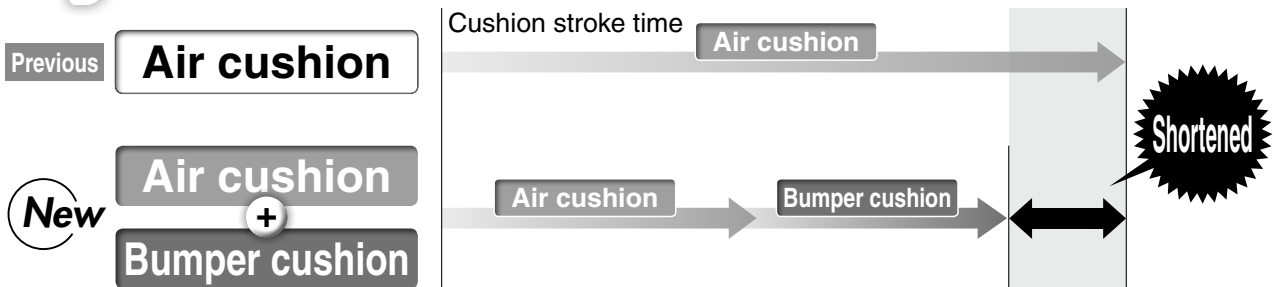 Previous
Air cushion
New
Air cushion
+
Bumper cushion
Cushion stroke time
Air cushion
Air cushion
Bumper cushion
Shortened